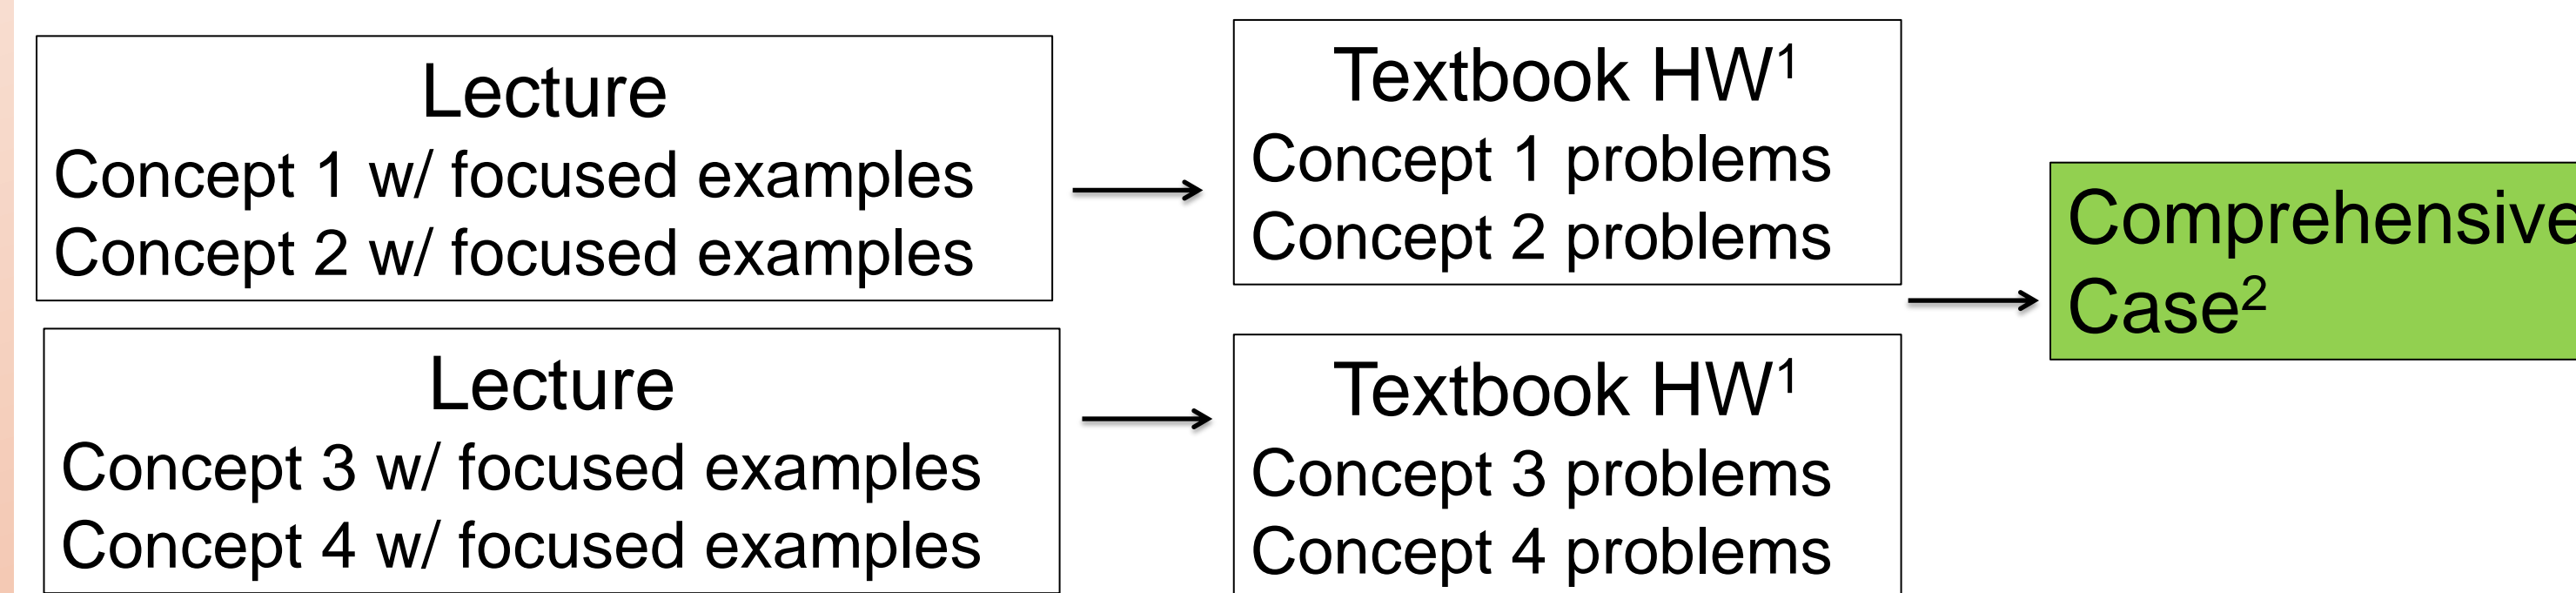 Lecture
Concept 1 w/ focused examples
Concept 2 w/ focused examples
Textbook HW¹
Concept 1 problems
Concept 2 problems
Lecture
Concept 3 w/ focused examples
Concept 4 w/ focused examples
Textbook HW¹
Concept 3 problems
Concept 4 problems
Comprehensive
Case²